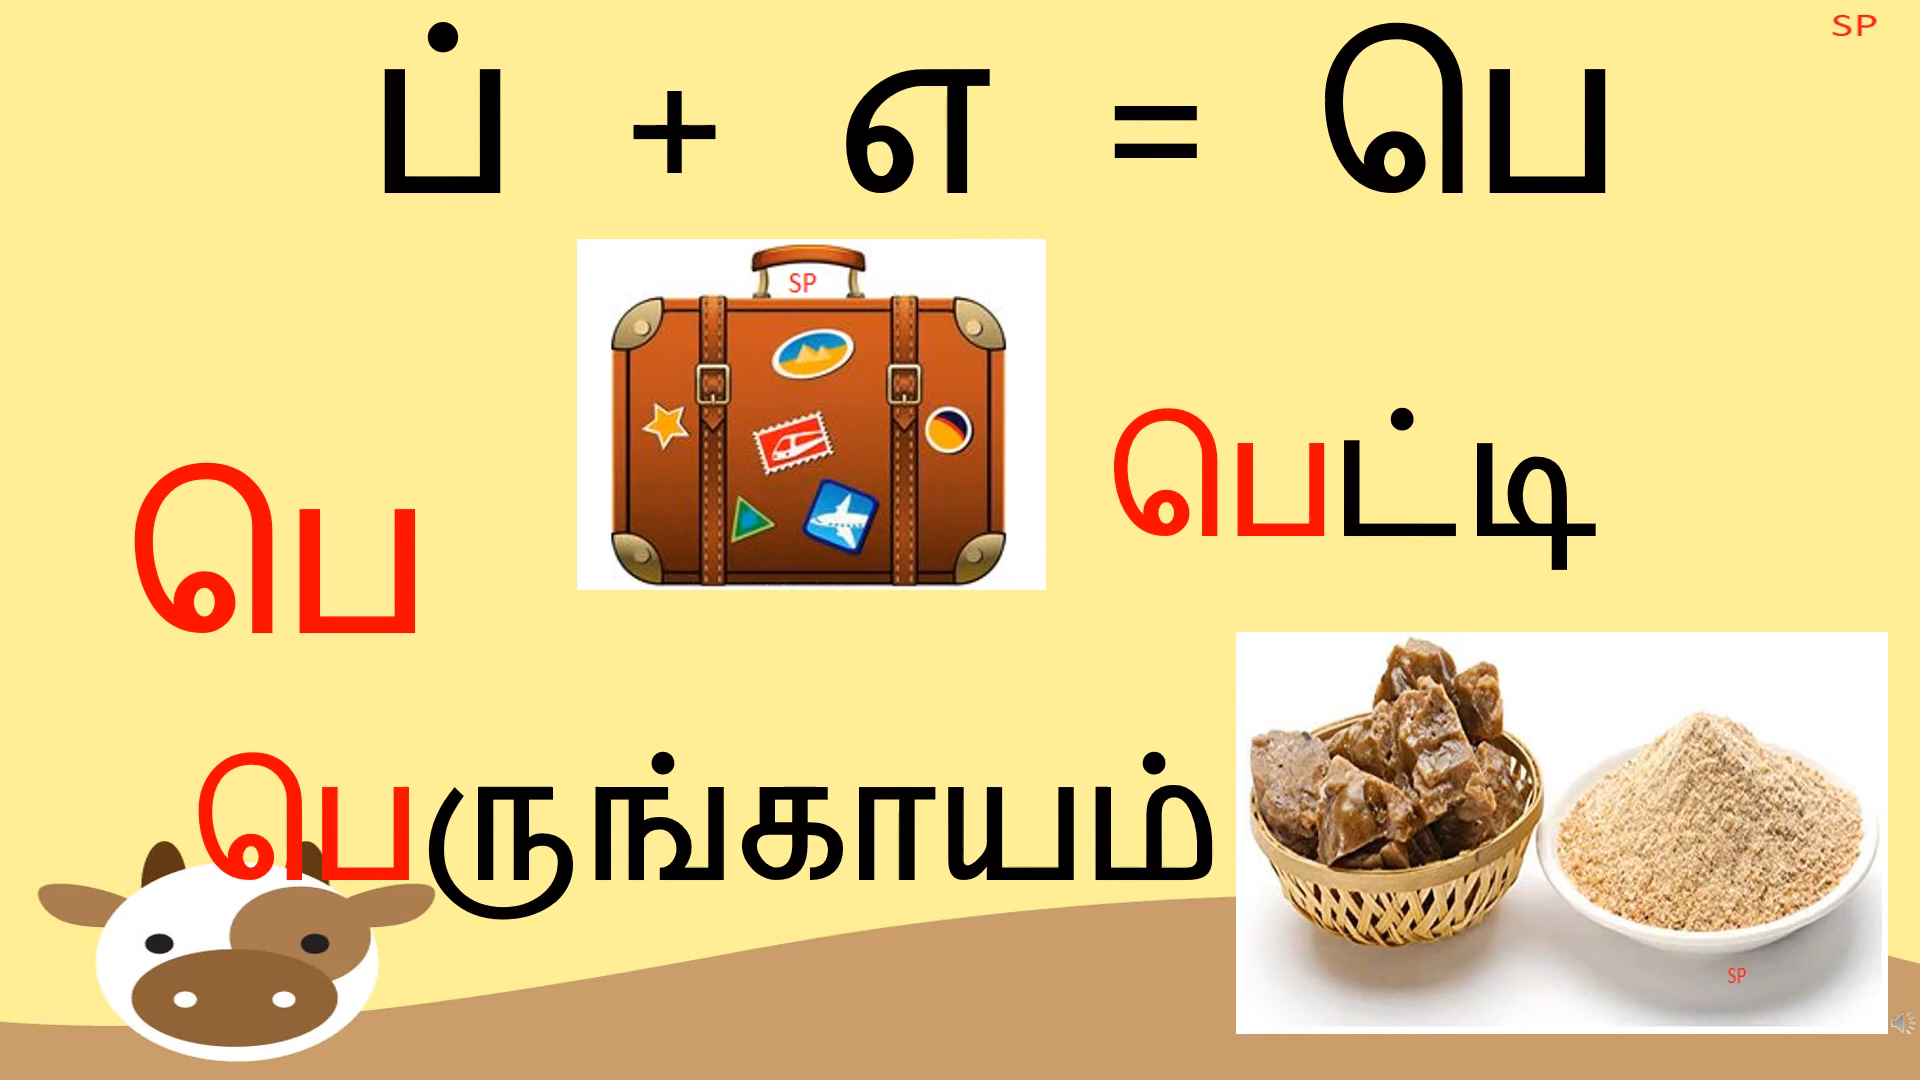 SP
ப் + எ = பெ
SP
பெ
பெட்டி
பெருங்காயம்
SP